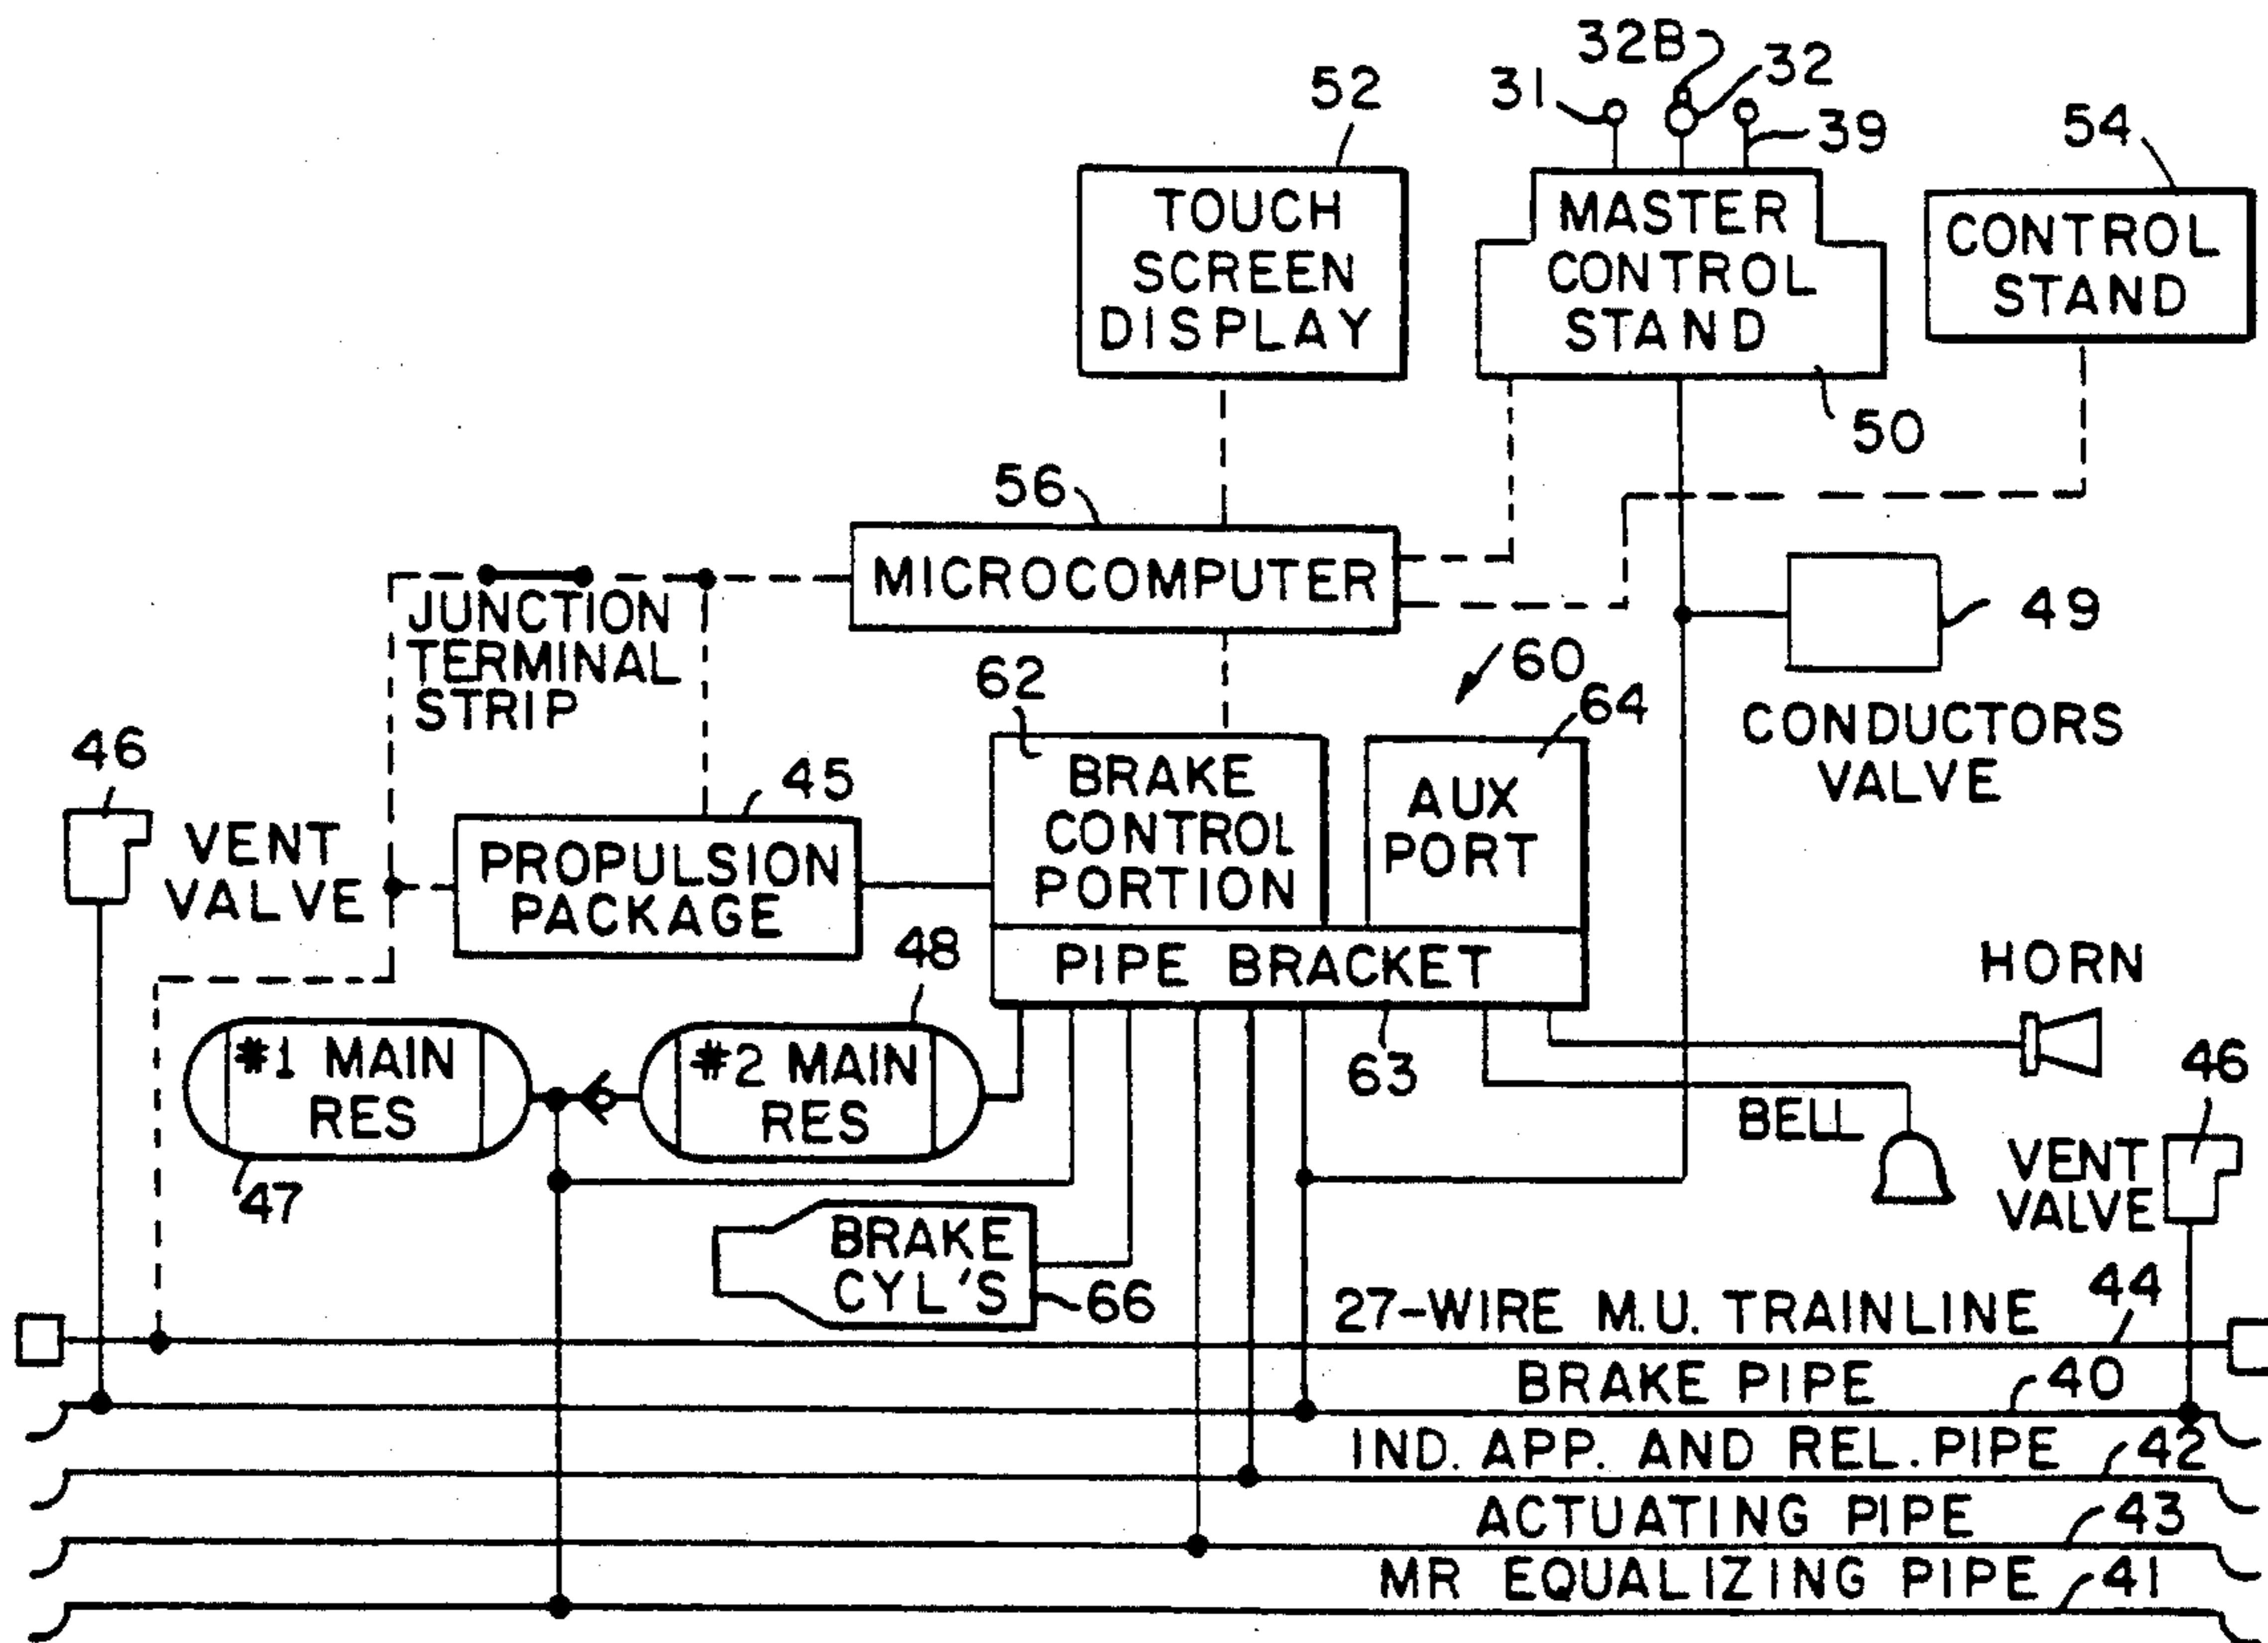 32B
32
31
39
52
54
TOUCH
SCREEN
DISPLAY
MASTER
CONTROL
STAND
CONTROL
STAND
50
56
MICROCOMPUTER
JUNCTION
TERMINAL
STRIP
49
CONDUCTORS
VALVE
60
62
64
46
VENT
VALVE
45
PROPULSION
PACKAGE
BRAKE
CONTROL
PORTION
AUX
PORT
PIPE BRACKET
63
48
#1 MAIN
RES
47
#2 MAIN
RES
HORN
BELL
46
VENT
VALVE
BRAKE
CYL'S
66
27-WIRE M.U. TRAINLINE
44
BRAKE PIPE
40
IND. APP. AND REL. PIPE
42
ACTUATING PIPE
43
MR EQUALIZING PIPE
41